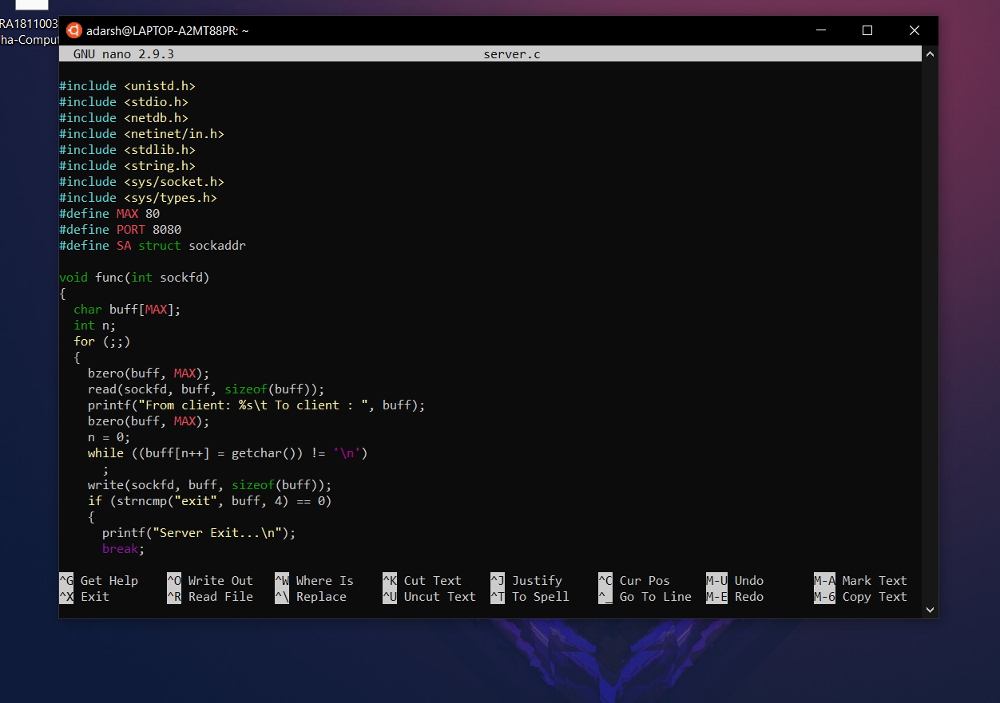 RA1811003
ha-Comput
adarsh@LAPTOP-A2MT88PR: ~
GNU nano 2.9.3 server.c
#include <unistd.h>
#include <stdio.h>
#include <netdb.h>
#include <netinet/in.h>
#include <stdlib.h>
#include <string.h>
#include <sys/socket.h>
#include <sys/types.h>
#define MAX 80
#define PORT 8080
#define SA struct sockaddr
void func(int sockfd)
{
  char buff[MAX];
  int n;
  for (;;)
  {
    bzero(buff, MAX);
    read(sockfd, buff, sizeof(buff));
    printf("From client: %s\t To client : ", buff);
    bzero(buff, MAX);
    n = 0;
    while ((buff[n++] = getchar()) != '\n')
      ;
    write(sockfd, buff, sizeof(buff));
    if (strncmp("exit", buff, 4) == 0)
    {
      printf("Server Exit...\n");
      break;
^G Get Help ^O Write Out ^W Where Is ^K Cut Text ^J Justify ^C Cur Pos M-U Undo M-A Mark Text
^X Exit ^R Read File ^\ Replace ^U Uncut Text ^T To Spell ^_ Go To Line M-E Redo M-6 Copy Text